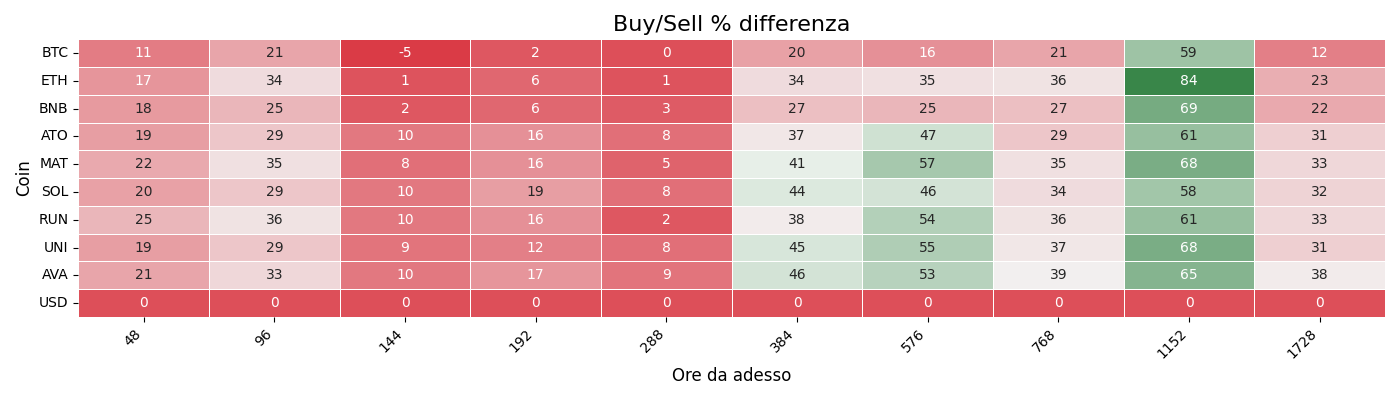 Buy/Sell % differenza
Coin
BTC 11 21 -5 2 0 20 16 21 59 12
ETH 17 34 1 6 1 34 35 36 84 23
BNB 18 25 2 6 3 27 25 27 69 22
ATO 19 29 10 16 8 37 47 29 61 31
MAT 22 35 8 16 5 41 57 35 68 33
SOL 20 29 10 19 8 44 46 34 58 32
RUN 25 36 10 16 2 38 54 36 61 33
UNI 19 29 9 12 8 45 55 37 68 31
AVA 21 33 10 17 9 46 53 39 65 38
USD 0 0 0 0 0 0 0 0 0 0
48 96 144 192 288 384 576 768 1152 1728
Ore da adesso